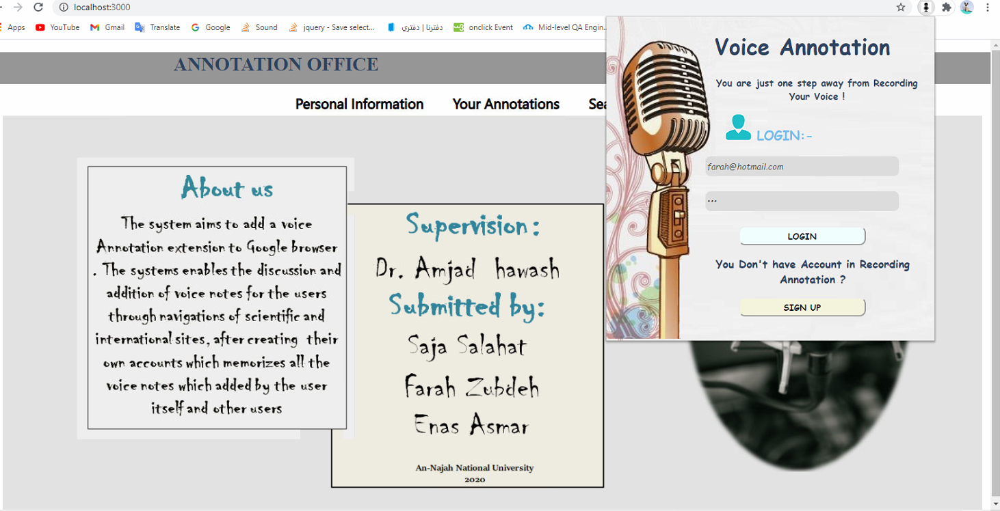 localhost:3000
Apps YouTube Gmail Translate Google Sound jquery - Save select... دفترنا | دفتري onclick Event Mid-level QA Engin...
ANNOTATION OFFICE
Personal Information Your Annotations Sea
About us
The system aims to add a voice
Annotation extension to Google browser
. The systems enables the discussion and
addition of voice notes for the users
through navigations of scientific and
international sites, after creating their
own accounts which memorizes all the
voice notes which added by the user
itself and other users
Supervision:
Dr. Amjad hawash
Submitted by:
Saja Salahat
Farah Zubdeh
Enas Asmar
An-Najah National University
2020
Voice Annotation
You are just one step away from Recording
Your Voice !
LOGIN:-
farah@hotmail.com
...
LOGIN
You Don't have Account in Recording
Annotation ?
SIGN UP